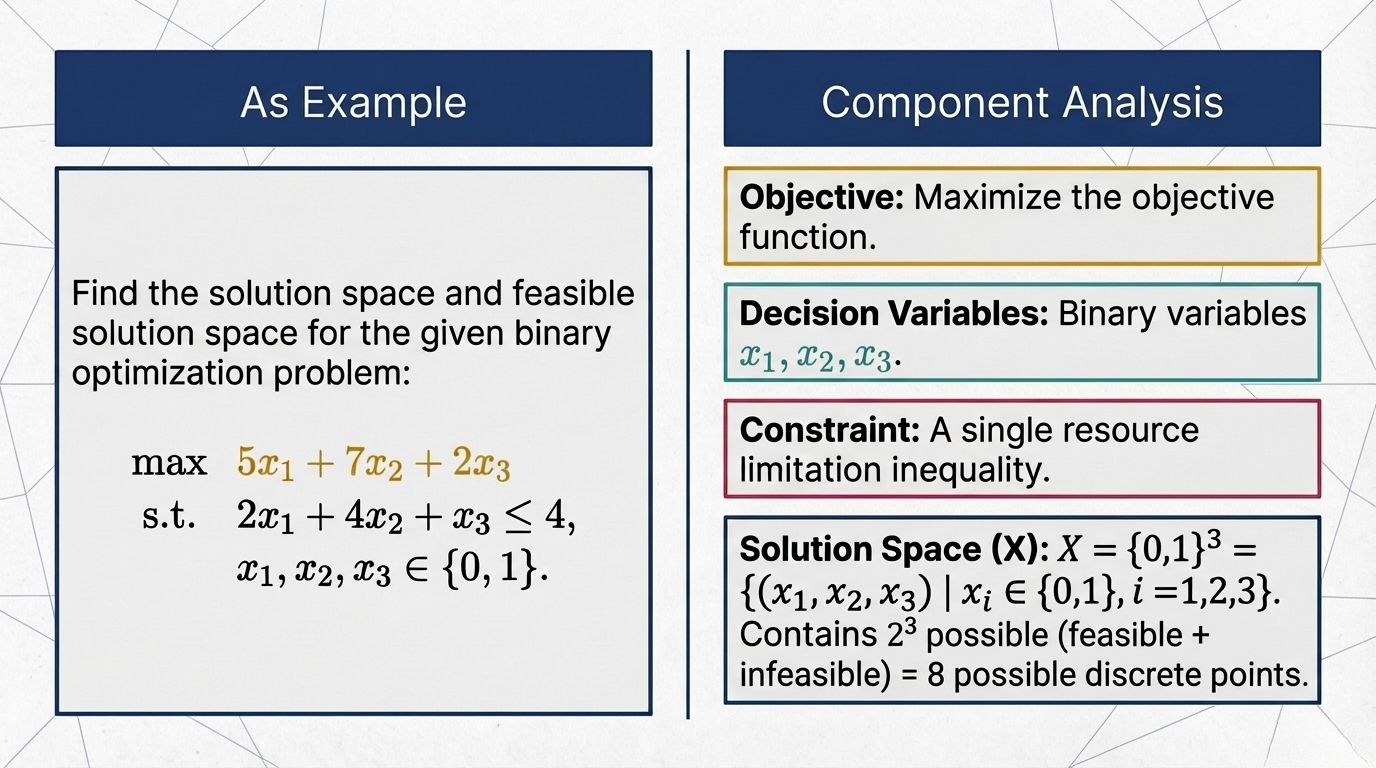 As Example
Find the solution space and feasible
solution space for the given binary
optimization problem:
max 5x₁ + 7x₂ + 2x₃
s.t. 2x₁ + 4x₂ + x₃ ≤ 4,
x₁, x₂, x₃ ∈ {0, 1}.
Component Analysis
Objective: Maximize the objective
function.
Decision Variables: Binary variables
x₁, x₂, x₃.
Constraint: A single resource
limitation inequality.
Solution Space (X): X = {0,1}³ =
{(x₁, x₂, x₃) | xᵢ ∈ {0,1}, i =1,2,3}.
Contains 2³ possible (feasible +
infeasible) = 8 possible discrete points.